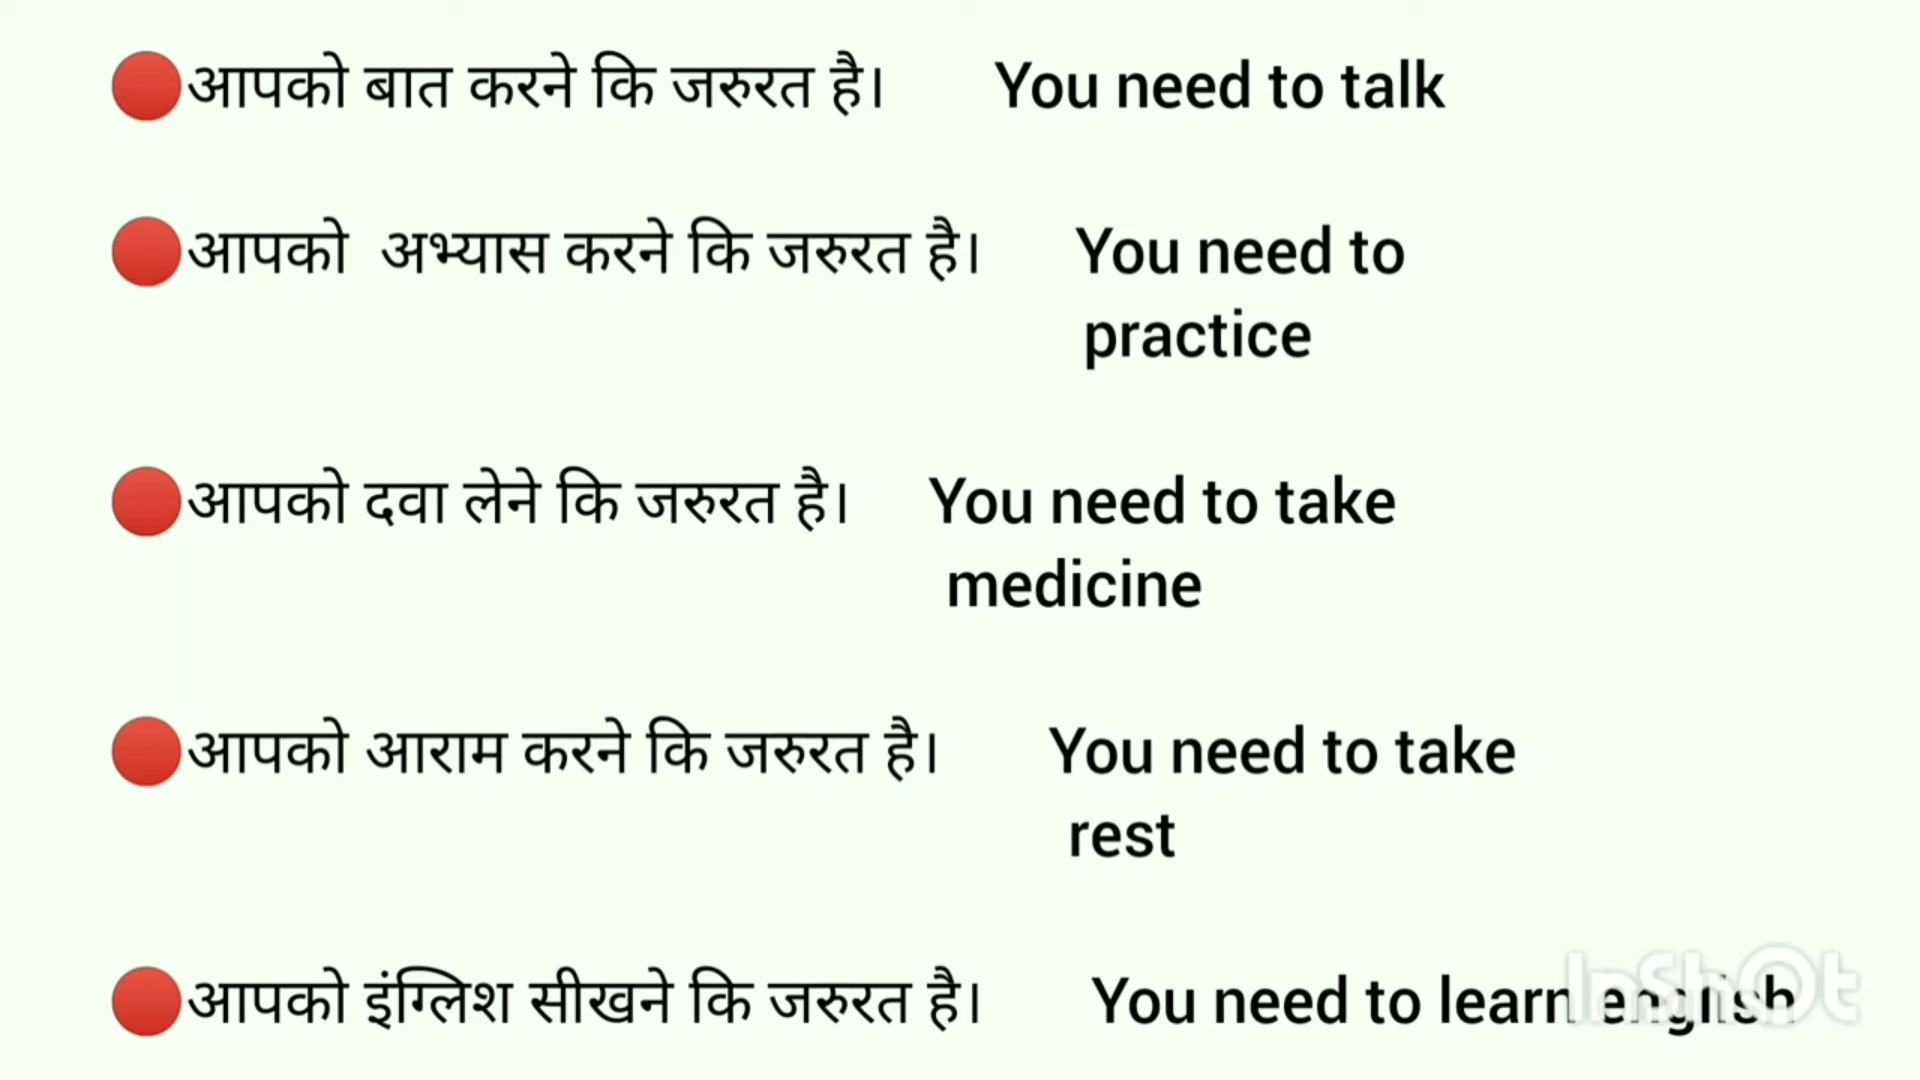 🔴आपको बात करने कि जरुरत है। You need to talk
🔴आपको अभ्यास करने कि जरुरत है। You need to
practice
🔴आपको दवा लेने कि जरुरत है। You need to take
medicine
🔴आपको आराम करने कि जरुरत है। You need to take
rest
🔴आपको इंग्लिश सीखने कि जरुरत है। You need to learn english
InShOt